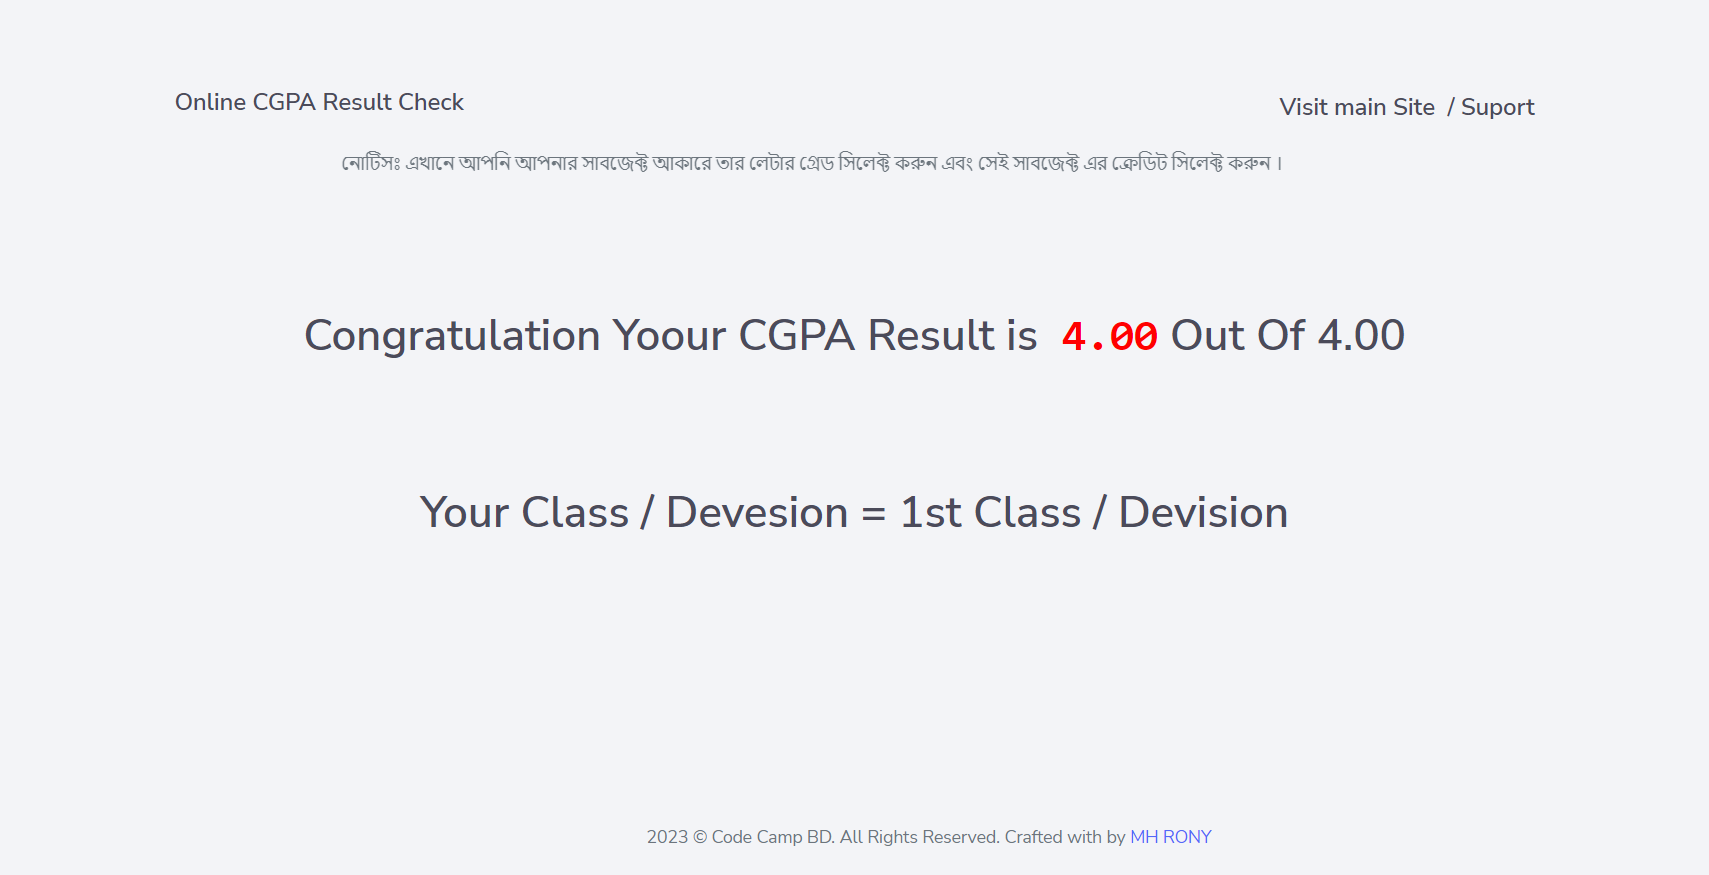 Online CGPA Result Check
Visit main Site / Suport
নোটিসঃ এখানে আপনি আপনার সাবজেক্ট আকারে তার লেটার গ্রেড সিলেক্ট করুন এবং সেই সাবজেক্ট এর ক্রেডিট সিলেক্ট করুন ।
Congratulation Yoour CGPA Result is 4.00 Out Of 4.00
Your Class / Devesion = 1st Class / Devision
2023 © Code Camp BD. All Rights Reserved. Crafted with by MH RONY